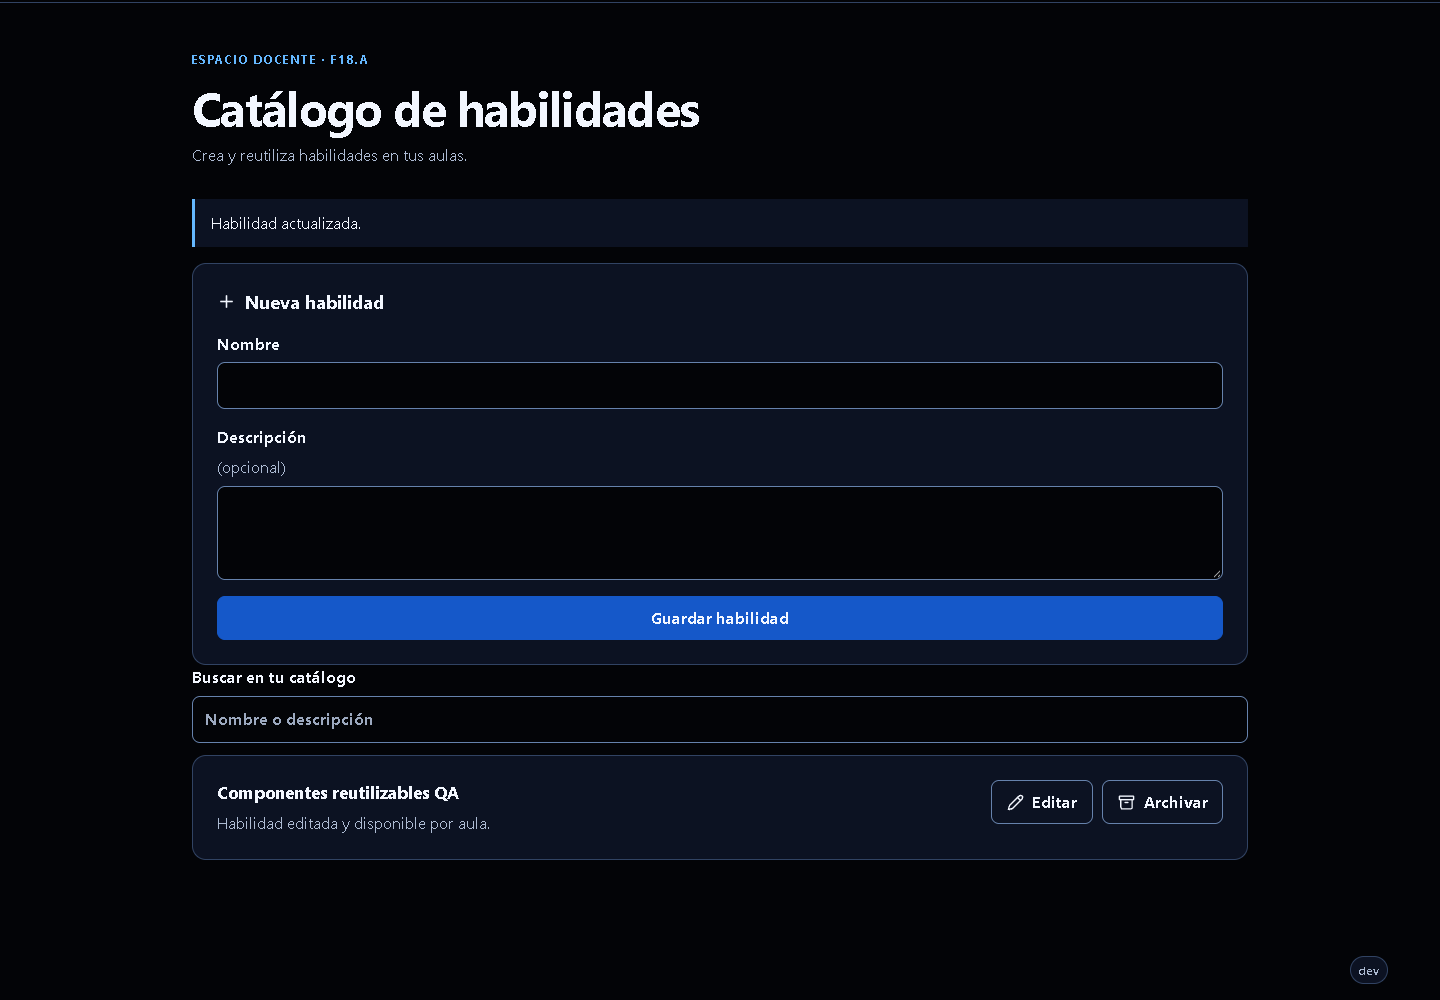 ESPACIO DOCENTE · F18.A
Catálogo de habilidades
Crea y reutiliza habilidades en tus aulas.
Habilidad actualizada.
Nueva habilidad
Nombre
Descripción
(opcional)
Guardar habilidad
Buscar en tu catálogo
Nombre o descripción
Componentes reutilizables QA
Editar
Archivar
Habilidad editada y disponible por aula.
dev